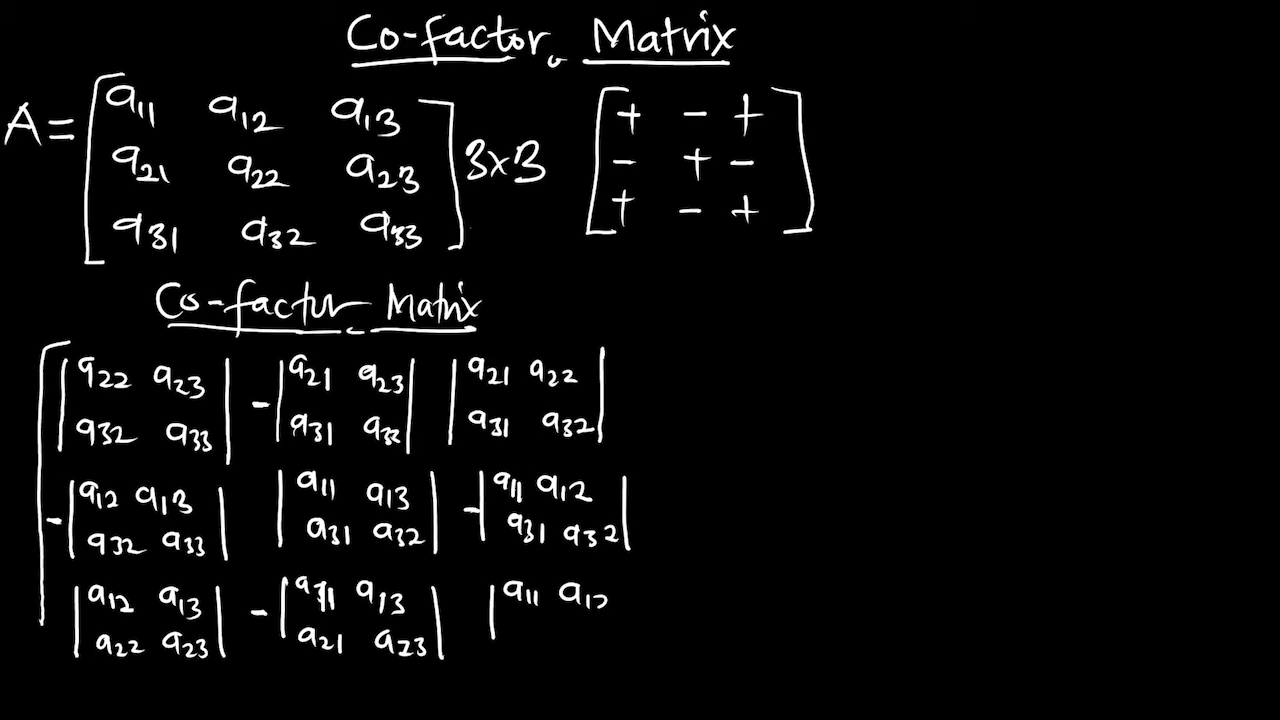 Co-factor Matrix
A = [ a11 a12 a13 ] [ + - + ]
[ a21 a22 a23 ] 3x3 [ - + - ]
[ a31 a32 a33 ] [ + - + ]
Co-factor Matrix
[ | a22 a23 | - | a21 a23 | | a21 a22 |
| a32 a33 | | a31 a33 | | a31 a32 |
- | a12 a13 | | a11 a13 | - | a11 a12 |
| a32 a33 | | a31 a32 | | a31 a32 |
| a12 a13 | - | a11 a13 | | a11 a12
| a22 a23 | | a21 a23 | |